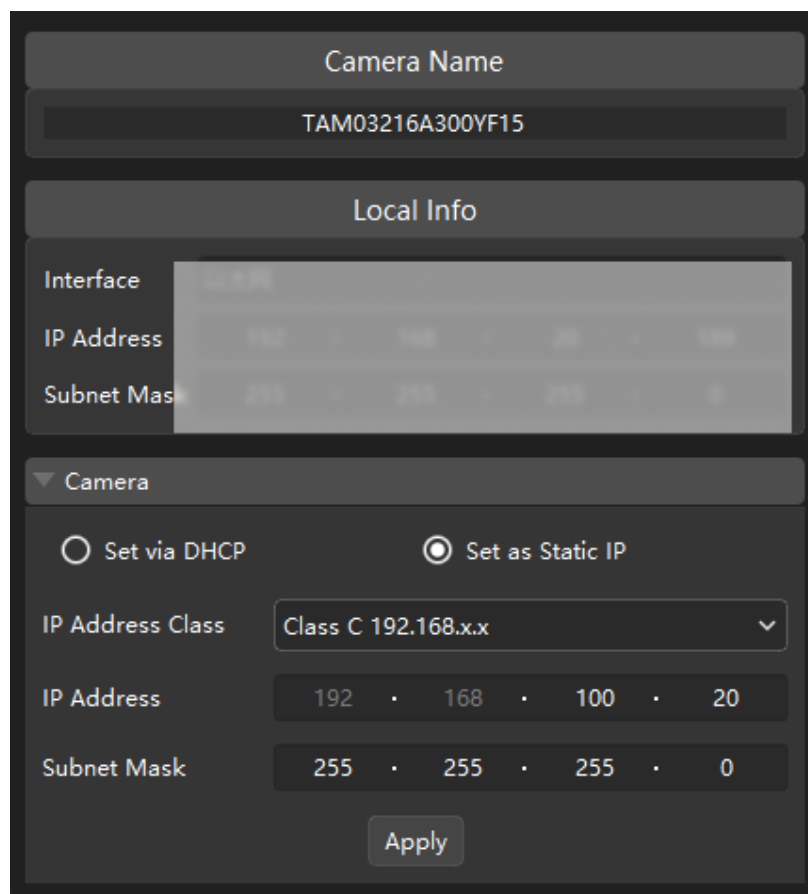 Camera Name
TAM03216A300YF15
Local Info
Interface
IP Address
Subnet Mask
Camera
Set via DHCP Set as Static IP
IP Address Class Class C 192.168.x.x
IP Address 192 . 168 . 100 . 20
Subnet Mask 255 . 255 . 255 . 0
Apply